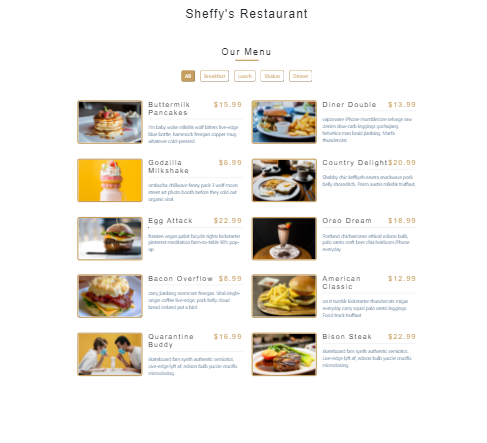 Sheffy's Restaurant
Our Menu
All Breakfast Lunch Shakes Dinner
Buttermilk $15.99
Pancakes
I'm baby woke mlkshk wolf bitters live-edge
blue bottle, hammock freegan copper mug
whatever cold-pressed
Diner Double $13.99
vaporware iPhone mumblecore selvage raw
denim slow-carb leggings gochujang
helvetica man braid jianbing. Marfa
thundercats
Godzilla $6.99
Milkshake
ombucha chillwave fanny pack 3 wolf moon
street art photo booth before they sold out
organic viral.
Country Delight $20.99
Shabby chic keffiyeh neutra snackwave pork
belly shoreditch. Prism austin mlkshk truffaut,
Egg Attack $22.99
franzen vegan pabst bicycle rights kickstarter
pinterest meditation farm-to-table 90's pop-
up
Oreo Dream $18.99
Portland chicharrones ethical edison bulb,
palo santo craft beer chia heirloom iPhone
everyday
Bacon Overflow $8.99
carry jianbing normcore freegan. Viral single-
origin coffee live-edge, pork belly cloud
bread iceland put a bird
American $12.99
Classic
on it tumblr kickstarter thundercats migas
everyday carry squid palo santo leggings.
Food truck truffaut
Quarantine $16.99
Buddy
skateboard fam synth authentic semiotics.
Live-edge lyft af, edison bulb yuccie crucifix
microdosing.
Bison Steak $22.99
skateboard fam synth authentic semiotics.
Live-edge lyft af, edison bulb yuccie crucifix
microdosing.